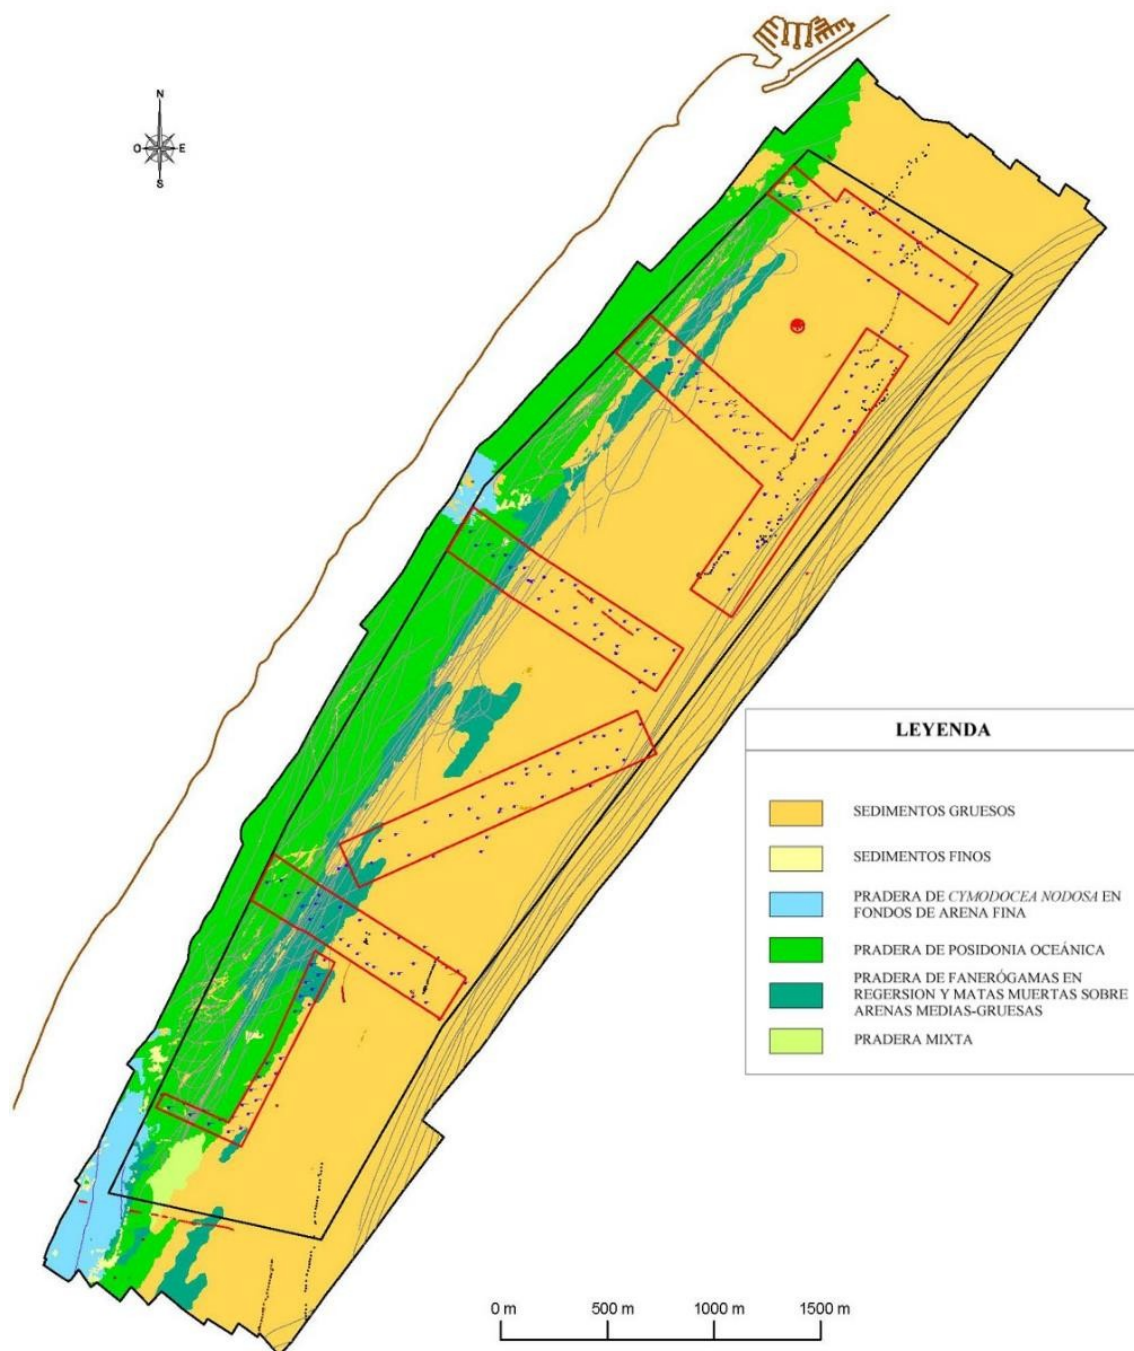 N
O E
S
LEYENDA
SEDIMENTOS GRUESOS
SEDIMENTOS FINOS
PRADERA DE CYMODOCEA NODOSA EN
FONDOS DE ARENA FINA
PRADERA DE POSIDONIA OCEÁNICA
PRADERA DE FANERÓGAMAS EN
REGERSION Y MATAS MUERTAS SOBRE
ARENAS MEDIAS-GRUESAS
PRADERA MIXTA
0 m 500 m 1000 m 1500 m